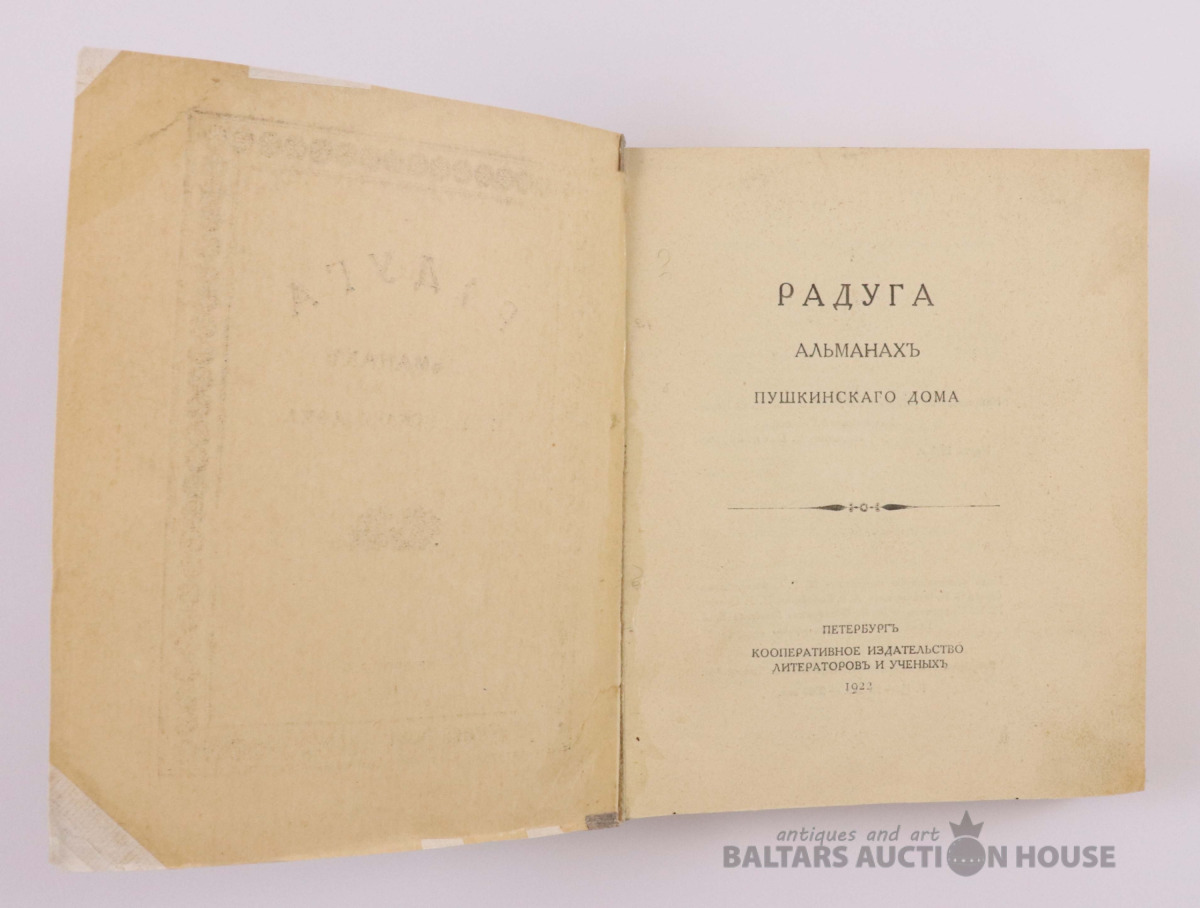 РАДУГА
АЛЬМАНАХЪ
ПУШКИНСКАГО ДОМА
ПЕТЕРБУРГЪ
КООПЕРАТИВНОЕ ИЗДАТЕЛЬСТВО
ЛИТЕРАТОРОВЪ И УЧЕНЫХЪ
1922
antiques and art
BALTARS AUCTION HOUSE